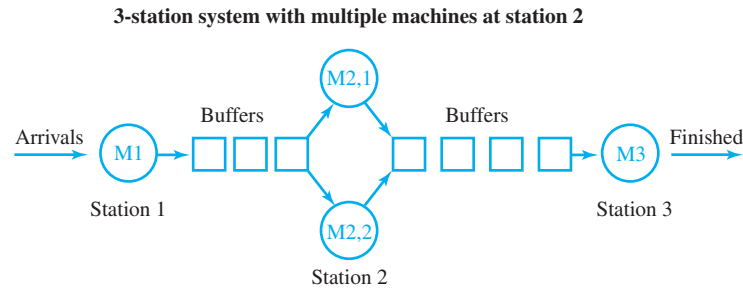 3-station system with multiple machines at station 2
M2,1
Buffers
Buffers
Arrivals
M1
M3
Finished
Station 1
M2,2
Station 3
Station 2